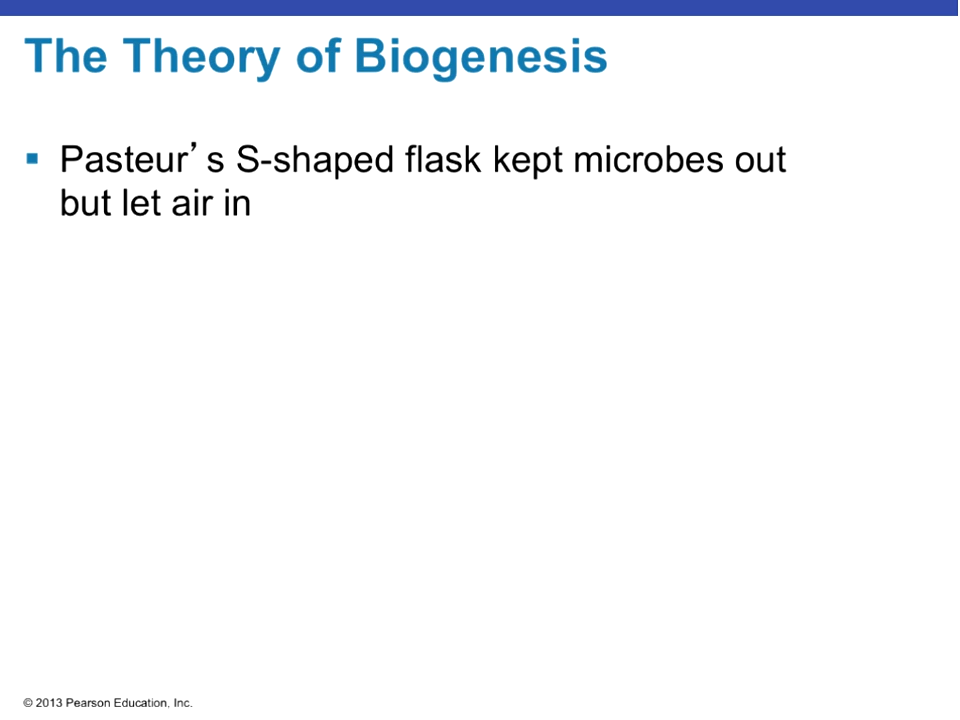 The Theory of Biogenesis
▪ Pasteur’s S-shaped flask kept microbes out
but let air in
© 2013 Pearson Education, Inc.